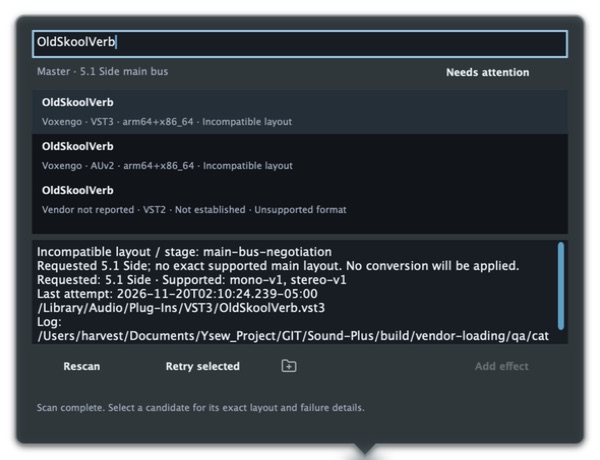 OldSkoolVerb
Master · 5.1 Side main bus
Needs attention
OldSkoolVerb
Voxengo · VST3 · arm64+x86_64 · Incompatible layout
OldSkoolVerb
Voxengo · AUv2 · arm64+x86_64 · Incompatible layout
OldSkoolVerb
Vendor not reported · VST2 · Not established · Unsupported format
Incompatible layout / stage: main-bus-negotiation
Requested 5.1 Side; no exact supported main layout. No conversion will be applied.
Requested: 5.1 Side · Supported: mono-v1, stereo-v1
Last attempt: 2026-11-20T02:10:24.239-05:00
/Library/Audio/Plug-Ins/VST3/OldSkoolVerb.vst3
Log:
/Users/harvest/Documents/Ysew_Project/GIT/Sound-Plus/build/vendor-loading/qa/cat
Rescan
Retry selected
Add effect
Scan complete. Select a candidate for its exact layout and failure details.